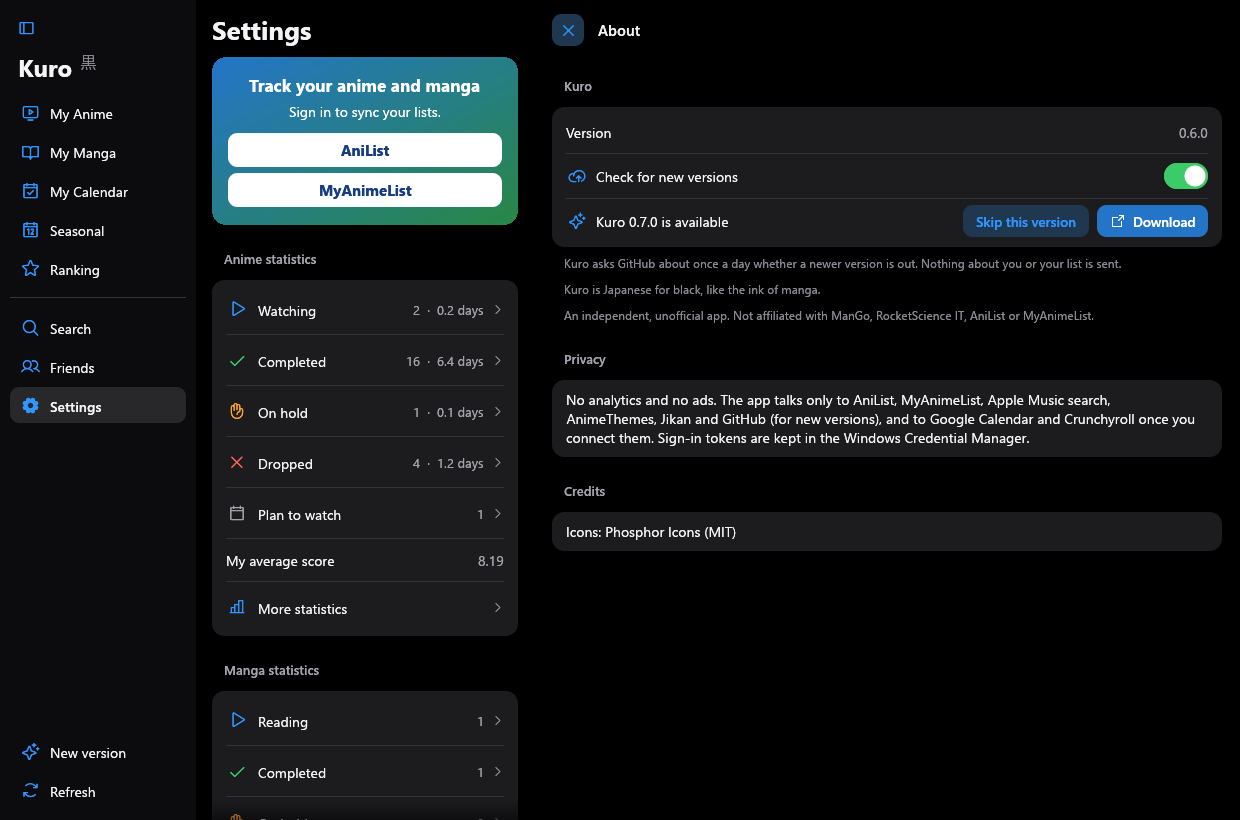 Kuro 黒
My Anime
My Manga
My Calendar
12
Seasonal
Ranking
Search
Friends
Settings
New version
Refresh
Settings
Track your anime and manga
Sign in to sync your lists.
AniList
MyAnimeList
Anime statistics
Watching 2 · 0.2 days
Completed 16 · 6.4 days
On hold 1 · 0.1 days
Dropped 4 · 1.2 days
Plan to watch 1
My average score 8.19
More statistics
Manga statistics
Reading 1
Completed 1
About
Kuro
Version 0.6.0
Check for new versions
Kuro 0.7.0 is available Skip this version Download
Kuro asks GitHub about once a day whether a newer version is out. Nothing about you or your list is sent.
Kuro is Japanese for black, like the ink of manga.
An independent, unofficial app. Not affiliated with ManGo, RocketScience IT, AniList or MyAnimeList.
Privacy
No analytics and no ads. The app talks only to AniList, MyAnimeList, Apple Music search,
AnimeThemes, Jikan and GitHub (for new versions), and to Google Calendar and Crunchyroll once you
connect them. Sign-in tokens are kept in the Windows Credential Manager.
Credits
Icons: Phosphor Icons (MIT)